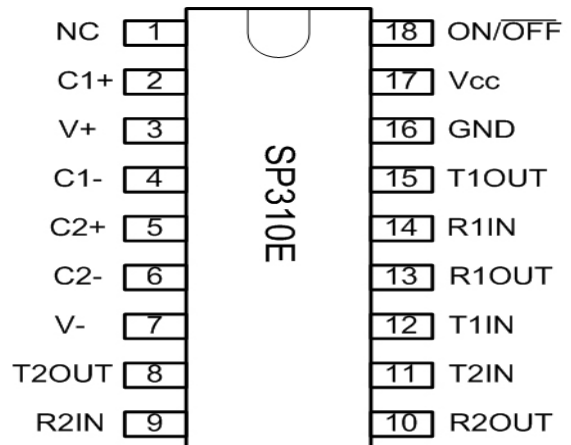 NC 1 18 ON/OFF
C1+ 2 17 Vcc
V+ 3 16 GND
C1- 4 15 T1OUT
C2+ 5 14 R1IN
C2- 6 13 R1OUT
V- 7 12 T1IN
T2OUT 8 11 T2IN
R2IN 9 10 R2OUT
SP310E